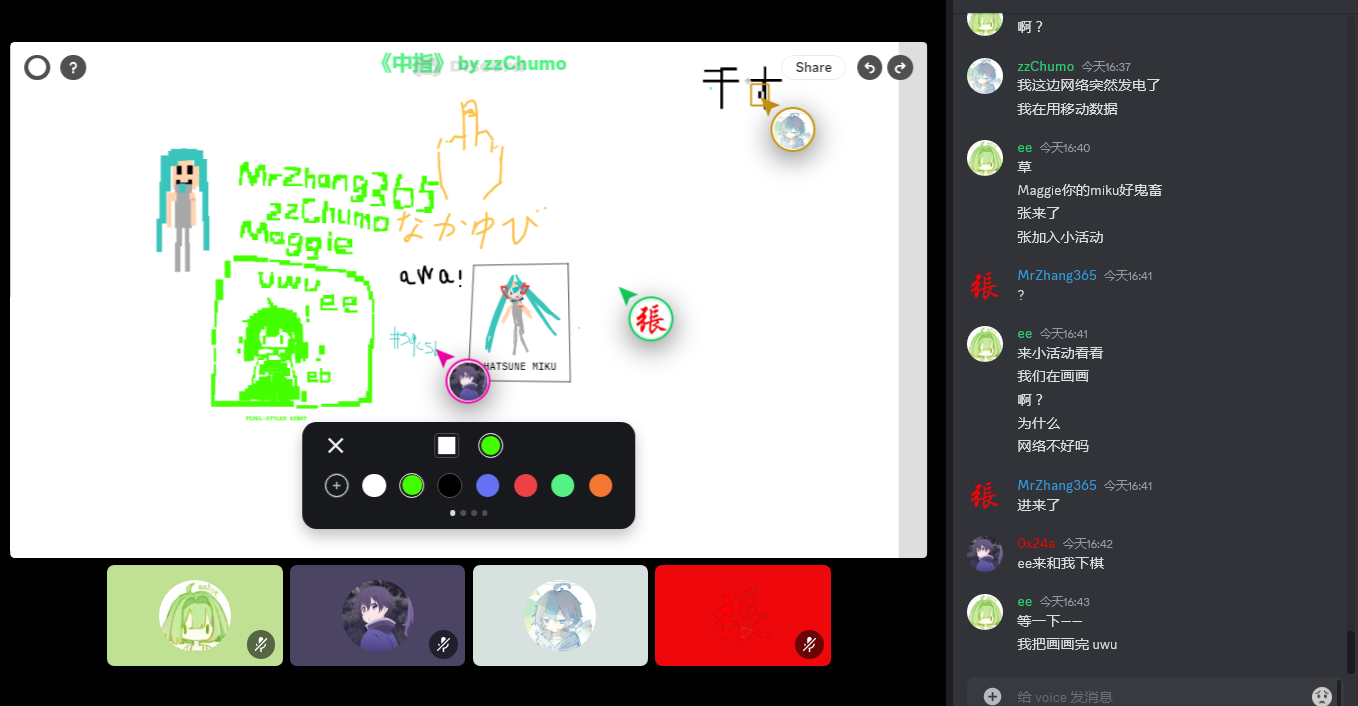 《中指》 by zzChumo
Share
千古
MrZhang365
zzChumo
なかゆび
Maggie
uwu
ee
awa!
eb
PIXEL-STYLED ROBOT
HATSUNE MIKU
張
啊？
zzChumo 今天16:37
我这边网络突然发电了
我在用移动数据
ee 今天16:40
草
Maggie你的miku好鬼畜
张来了
张加入小活动
張
MrZhang365 今天16:41
?
ee 今天16:41
来小活动看看
我们在画画
啊？
为什么
网络不好吗
張
MrZhang365 今天16:41
进来了
0x24a 今天16:42
ee来和我下棋
ee 今天16:43
等一下——
我把画画完 uwu
给 voice 发消息
張